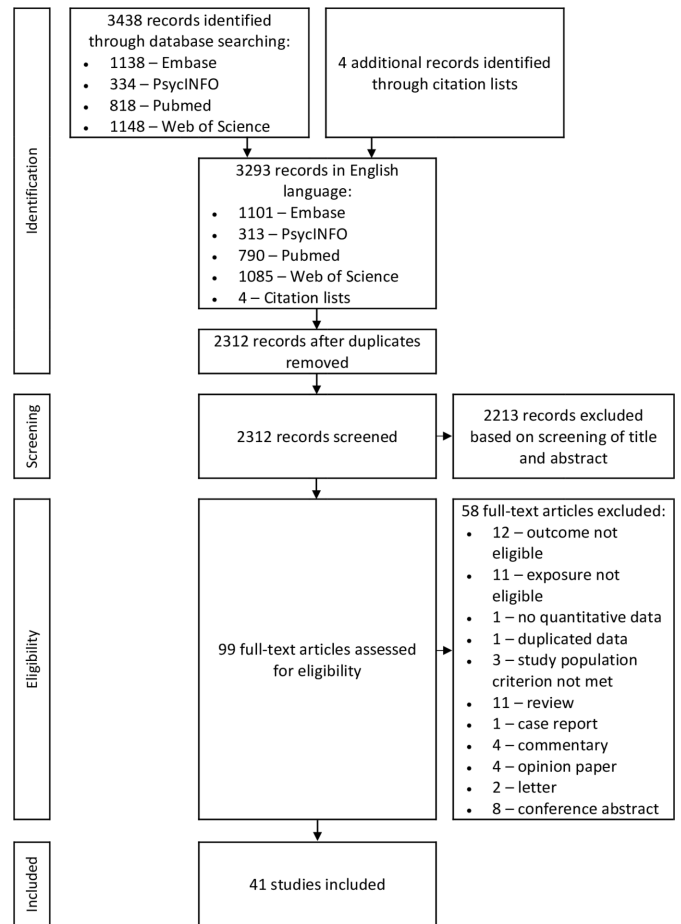 3438 records identified
through database searching:
• 1138 – Embase
• 334 – PsycINFO
• 818 – Pubmed
• 1148 – Web of Science
4 additional records identified
through citation lists
Identification
3293 records in English
language:
• 1101 – Embase
• 313 – PsycINFO
• 790 – Pubmed
• 1085 – Web of Science
• 4 – Citation lists
2312 records after duplicates
removed
Screening
2312 records screened
2213 records excluded
based on screening of title
and abstract
Eligibility
99 full-text articles assessed
for eligibility
58 full-text articles excluded:
• 12 – outcome not
eligible
• 11 – exposure not
eligible
• 1 – no quantitative data
• 1 – duplicated data
• 3 – study population
criterion not met
• 11 – review
• 1 – case report
• 4 – commentary
• 4 – opinion paper
• 2 – letter
• 8 – conference abstract
Included
41 studies included